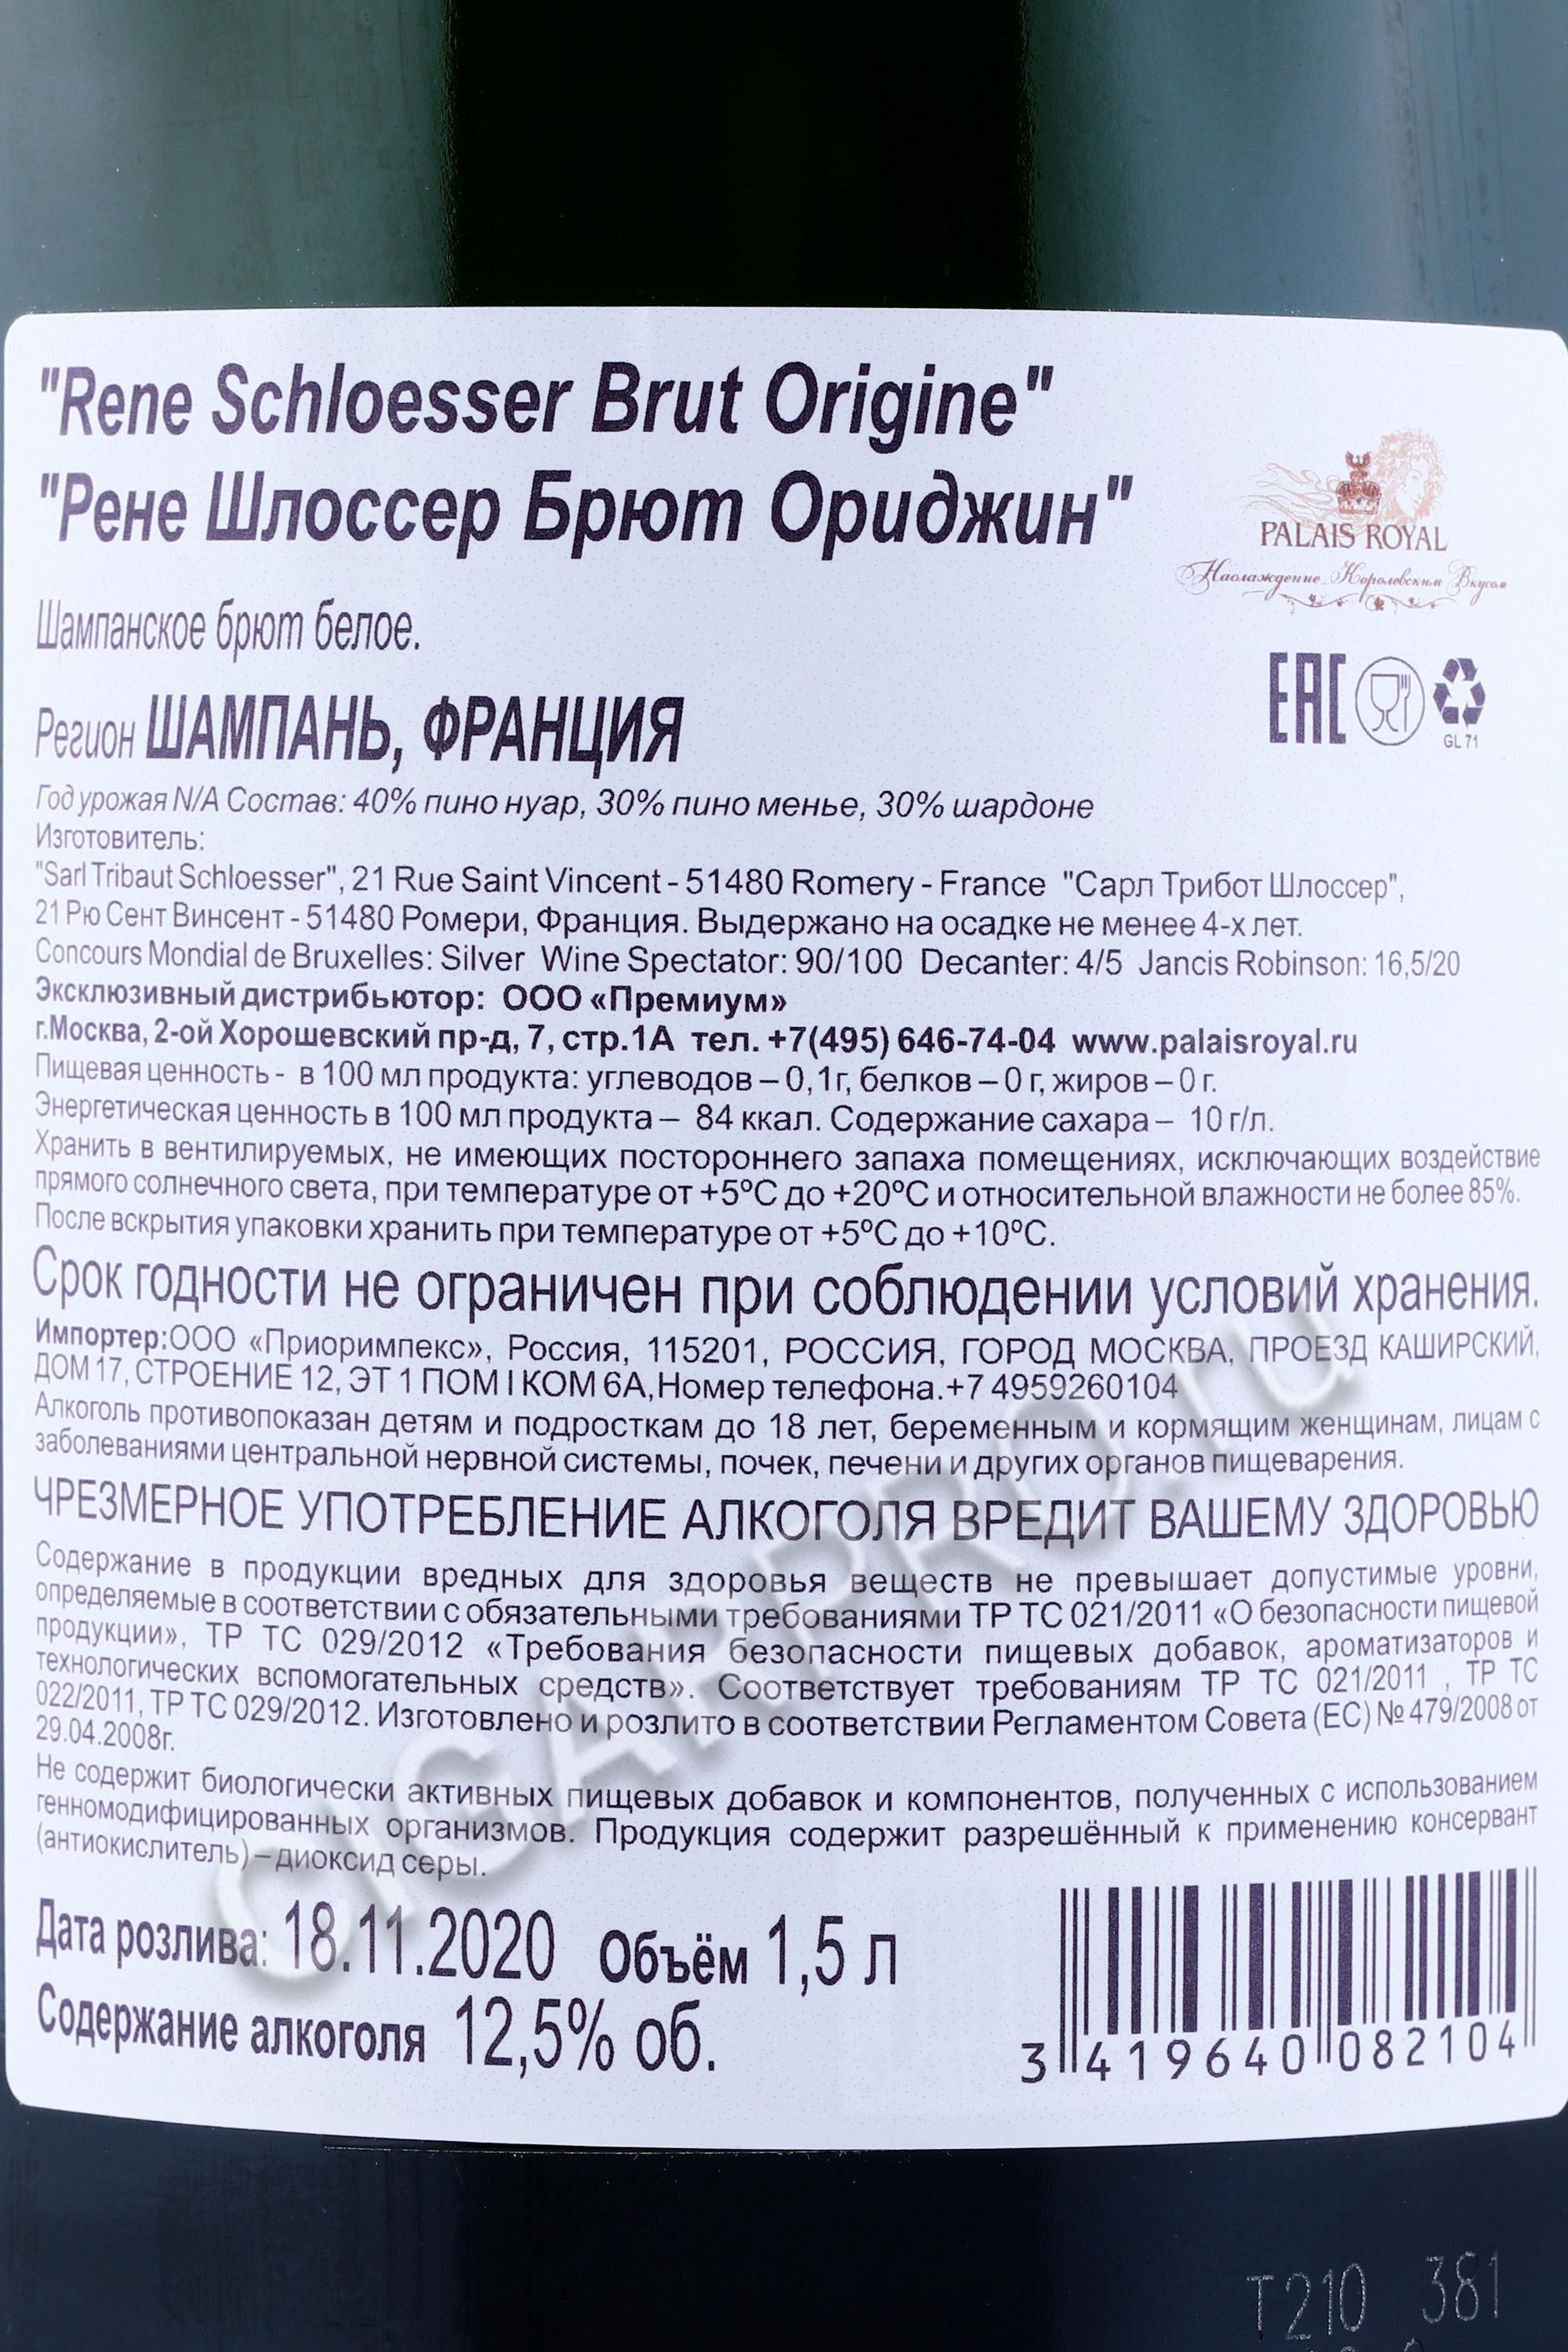 "Rene Schloesser Brut Origine"
"Рене Шлоссер Брют Ориджин"
PALAIS ROYAL
Наслаждение Королевским Вкусом
Шампанское брют белое.
EAC
GL 71
Регион ШАМПАНЬ, ФРАНЦИЯ
Год урожая N/A Состав: 40% пино нуар, 30% пино менье, 30% шардоне
Изготовитель:
"Sarl Tribaut Schloesser", 21 Rue Saint Vincent - 51480 Romery - France "Сарл Трибот Шлоссер",
21 Рю Сент Винсент - 51480 Ромери, Франция. Выдержано на осадке не менее 4-х лет.
Concours Mondial de Bruxelles: Silver Wine Spectator: 90/100 Decanter: 4/5 Jancis Robinson: 16,5/20
Эксклюзивный дистрибьютор: ООО «Премиум»
г.Москва, 2-ой Хорошевский пр-д, 7, стр.1А тел. +7(495) 646-74-04 www.palaisroyal.ru
Пищевая ценность - в 100 мл продукта: углеводов – 0,1г, белков – 0 г, жиров – 0 г.
Энергетическая ценность в 100 мл продукта – 84 ккал. Содержание сахара – 10 г/л.
Хранить в вентилируемых, не имеющих постороннего запаха помещениях, исключающих воздействие
прямого солнечного света, при температуре от +5ºС до +20ºС и относительной влажности не более 85%.
После вскрытия упаковки хранить при температуре от +5ºС до +10ºС.
Срок годности не ограничен при соблюдении условий хранения.
Импортер:ООО «Приоримпекс», Россия, 115201, РОССИЯ, ГОРОД МОСКВА, ПРОЕЗД КАШИРСКИЙ,
ДОМ 17, СТРОЕНИЕ 12, ЭТ 1 ПОМ I КОМ 6А, Номер телефона.+7 4959260104
Алкоголь противопоказан детям и подросткам до 18 лет, беременным и кормящим женщинам, лицам с
заболеваниями центральной нервной системы, почек, печени и других органов пищеварения.
ЧРЕЗМЕРНОЕ УПОТРЕБЛЕНИЕ АЛКОГОЛЯ ВРЕДИТ ВАШЕМУ ЗДОРОВЬЮ
Содержание в продукции вредных для здоровья веществ не превышает допустимые уровни,
определяемые в соответствии с обязательными требованиями ТР ТС 021/2011 «О безопасности пищевой
продукции», ТР ТС 029/2012 «Требования безопасности пищевых добавок, ароматизаторов и
технологических вспомогательных средств». Соответствует требованиям ТР ТС 021/2011 , ТР ТС
022/2011, ТР ТС 029/2012. Изготовлено и розлито в соответствии Регламентом Совета (ЕС) № 479/2008 от
29.04.2008г.
Не содержит биологически активных пищевых добавок и компонентов, полученных с использованием
генномодифицированных организмов. Продукция содержит разрешённый к применению консервант
(антиокислитель) – диоксид серы.
Дата розлива: 18.11.2020 Объём 1,5 л
Содержание алкоголя 12,5% об.
3 419640 082104
CIGARPRO.ru
T210 381